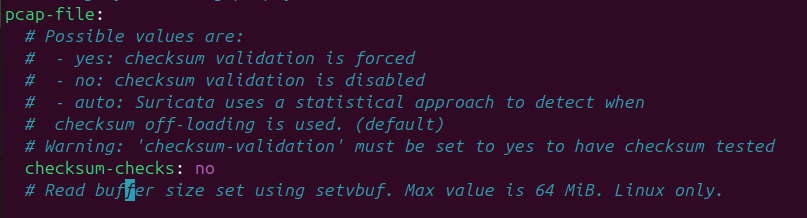 pcap-file:
# Possible values are:
#  - yes: checksum validation is forced
#  - no: checksum validation is disabled
#  - auto: Suricata uses a statistical approach to detect when
#  checksum off-loading is used. (default)
# Warning: 'checksum-validation' must be set to yes to have checksum tested
checksum-checks: no
# Read buffer size set using setvbuf. Max value is 64 MiB. Linux only.